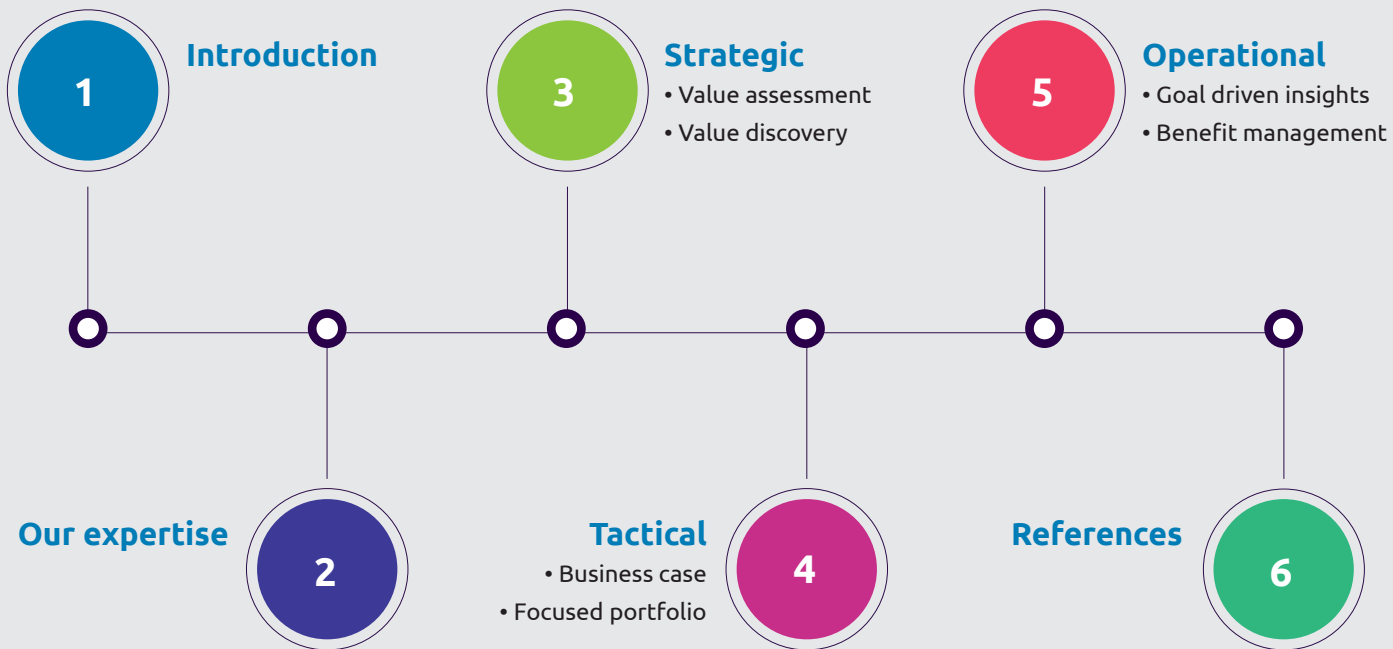 1
Introduction
2
Our expertise
3
Strategic
• Value assessment
• Value discovery
4
Tactical
• Business case
• Focused portfolio
5
Operational
• Goal driven insights
• Benefit management
6
References